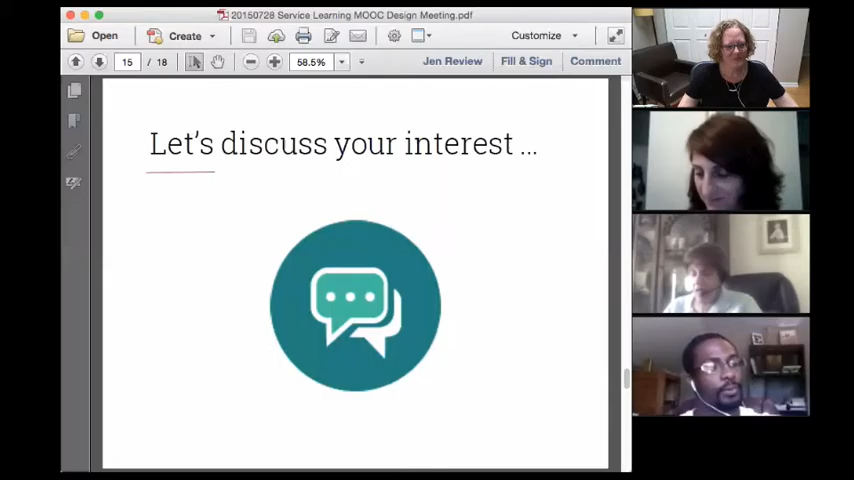 20150728 Service Learning MOOC Design Meeting.pdf
Open
Create
Customize
15 / 18
58.5%
Jen Review
Fill & Sign
Comment
Let's discuss your interest ...